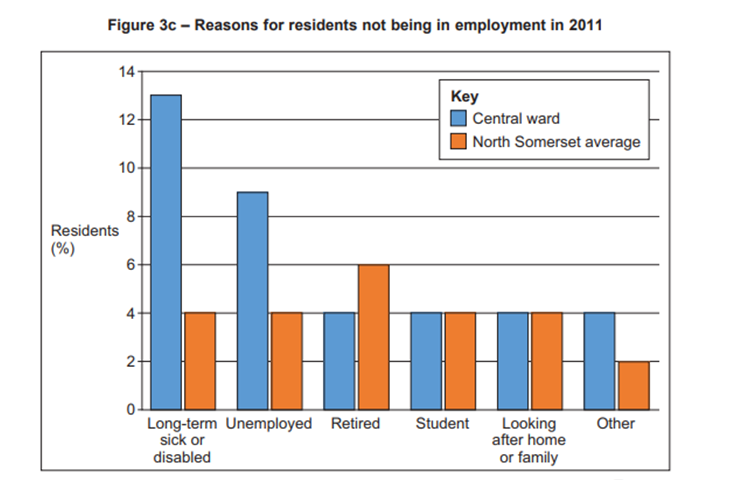 Figure 3c – Reasons for residents not being in employment in 2011
Key
Central ward
North Somerset average
Residents
(%)
14
12
10
8
6
4
2
0
Long-term
sick or
disabled
Unemployed
Retired
Student
Looking
after home
or family
Other